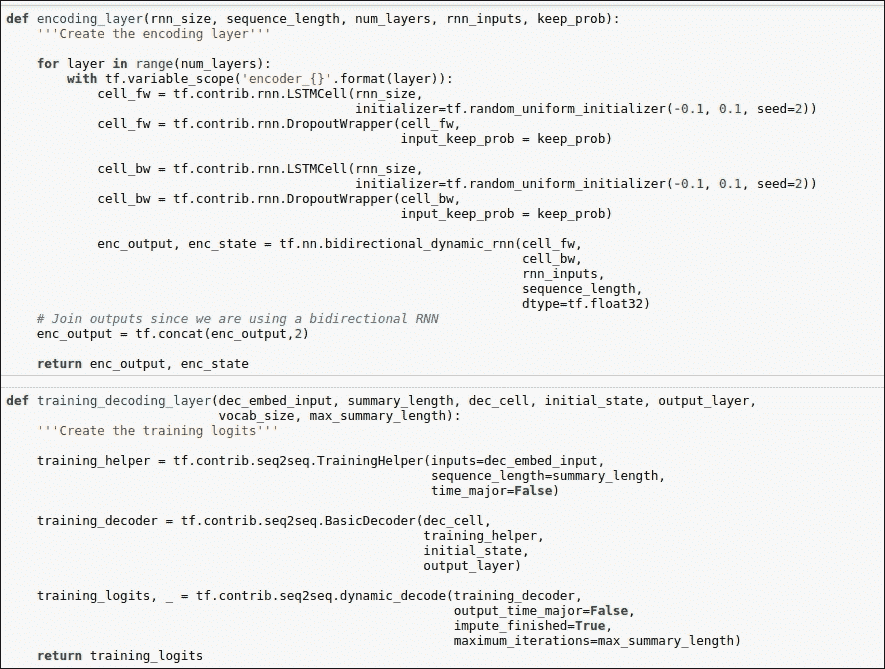 def encoding_layer(rnn_size, sequence_length, num_layers, rnn_inputs, keep_prob):
    '''Create the encoding layer'''

    for layer in range(num_layers):
        with tf.variable_scope('encoder_{}'.format(layer)):
            cell_fw = tf.contrib.rnn.LSTMCell(rnn_size,
                                              initializer=tf.random_uniform_initializer(-0.1, 0.1, seed=2))
            cell_fw = tf.contrib.rnn.DropoutWrapper(cell_fw,
                                                    input_keep_prob = keep_prob)

            cell_bw = tf.contrib.rnn.LSTMCell(rnn_size,
                                              initializer=tf.random_uniform_initializer(-0.1, 0.1, seed=2))
            cell_bw = tf.contrib.rnn.DropoutWrapper(cell_bw,
                                                    input_keep_prob = keep_prob)

            enc_output, enc_state = tf.nn.bidirectional_dynamic_rnn(cell_fw,
                                                                    cell_bw,
                                                                    rnn_inputs,
                                                                    sequence_length,
                                                                    dtype=tf.float32)
    # Join outputs since we are using a bidirectional RNN
    enc_output = tf.concat(enc_output,2)

    return enc_output, enc_state

def training_decoding_layer(dec_embed_input, summary_length, dec_cell, initial_state, output_layer,
                            vocab_size, max_summary_length):
    '''Create the training logits'''

    training_helper = tf.contrib.seq2seq.TrainingHelper(inputs=dec_embed_input,
                                                        sequence_length=summary_length,
                                                        time_major=False)

    training_decoder = tf.contrib.seq2seq.BasicDecoder(dec_cell,
                                                       training_helper,
                                                       initial_state,
                                                       output_layer)

    training_logits, _ = tf.contrib.seq2seq.dynamic_decode(training_decoder,
                                                           output_time_major=False,
                                                           impute_finished=True,
                                                           maximum_iterations=max_summary_length)
    return training_logits